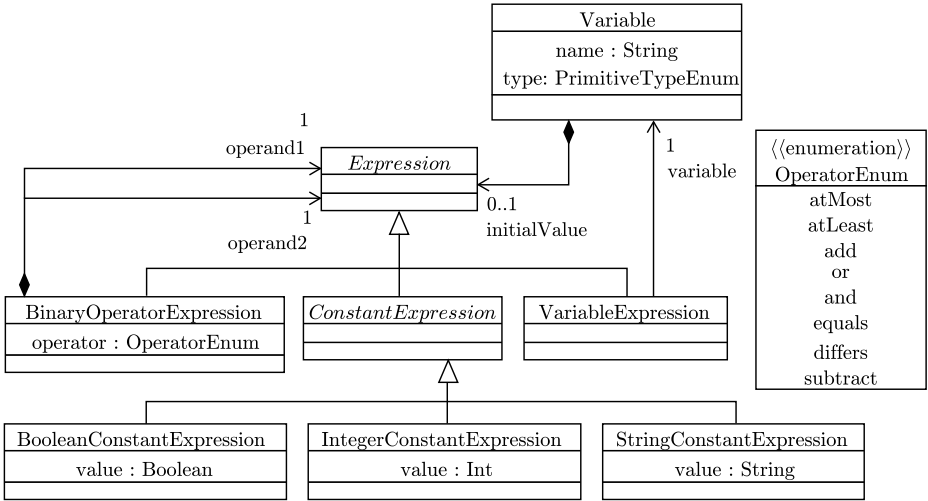 Variable
name : String
type: PrimitiveTypeEnum
1
operand1
Expression
1
variable
⟨⟨enumeration⟩⟩
OperatorEnum
atMost
atLeast
add
or
and
equals
differs
subtract
0..1
initialValue
1
operand2
BinaryOperatorExpression
operator : OperatorEnum
ConstantExpression
VariableExpression
BooleanConstantExpression
value : Boolean
IntegerConstantExpression
value : Int
StringConstantExpression
value : String